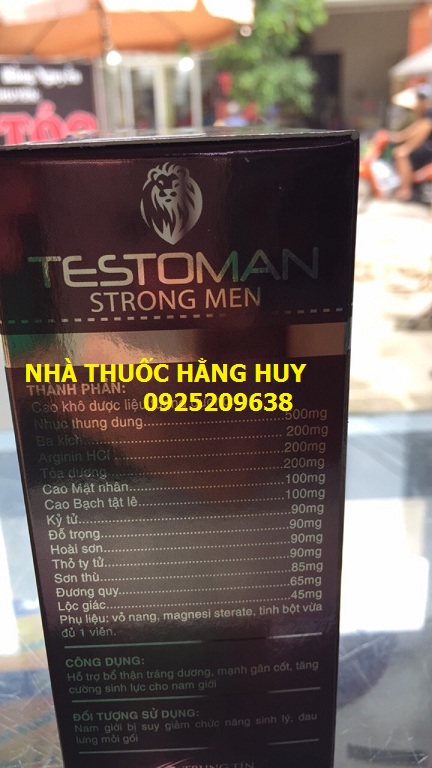 TÓC
TESTOMAN
STRONG MEN
NHÀ THUỐC HẰNG HUY
0925209638
THÀNH PHẦN:
Cao khô dược liệu
500mg
Nhục thung dung...200mg
Ba kích...200mg
Arginin HCl...200mg
Tỏa dương...100mg
Cao Mật nhân...100mg
Cao Bạch tật lê...90mg
Kỷ tử...90mg
Đỗ trọng...90mg
Hoài sơn...90mg
Thỏ ty tử...85mg
Sơn thù...65mg
Đương quy...45mg
Lộc giác
Phụ liệu: vỏ nang, magnesi sterate, tinh bột vừa
đủ 1 viên.
CÔNG DỤNG:
Hỗ trợ bổ thận tráng dương, mạnh gân cốt, tăng
cường sinh lực cho nam giới
ĐỐI TƯỢNG SỬ DỤNG:
Nam giới bị suy giảm chức năng sinh lý, đau
lưng mỏi gối
TRUNG TÍN